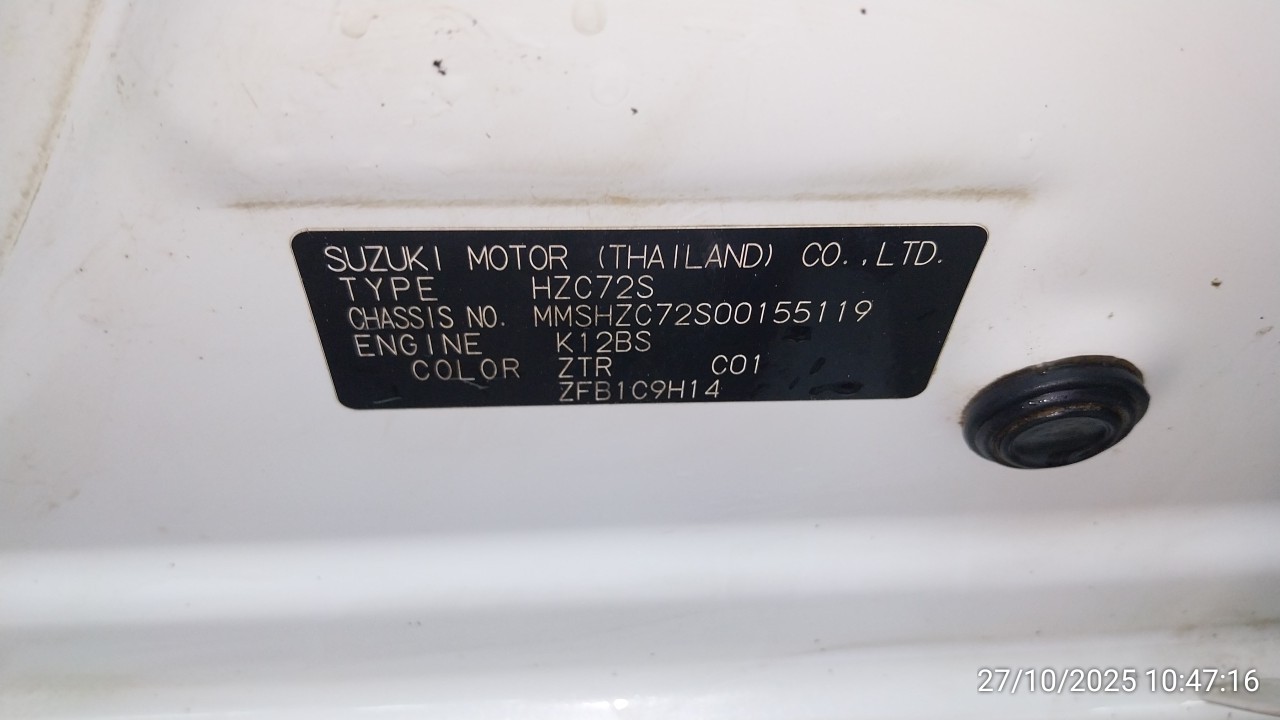 SUZUKI MOTOR (THAILAND) CO.,LTD.
TYPE HZC72S
CHASSIS NO. MMSHZC72S00155119
ENGINE K12BS
COLOR ZTR C01
ZFB1C9H14
27/10/2025 10:47:16